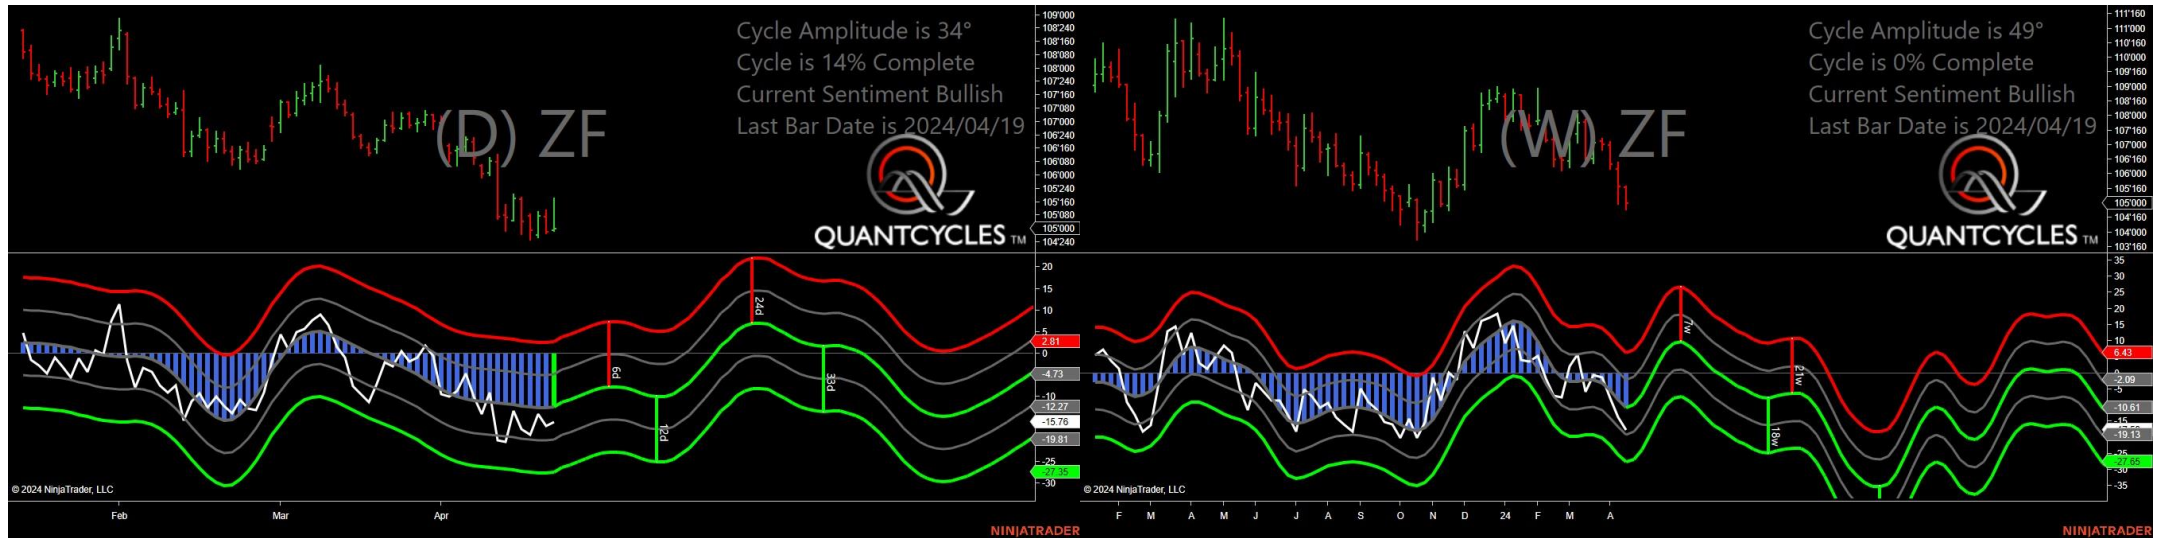 Cycle Amplitude is 34°
Cycle is 14% Complete
Current Sentiment Bullish
Last Bar Date is 2024/04/19
(D) ZF
QUANTCYCLES TM
109'000
108'240
108'160
108'080
108'000
107'240
107'160
107'080
107'000
106'240
106'160
106'080
106'000
105'240
105'160
105'080
105'000
104'240
24d
6d
33d
12d
20
15
10
5
2.81
0
-4.73
-10
-12.27
-15.76
-19.81
-25
-27.35
-30
© 2024 NinjaTrader, LLC
Feb Mar Apr
NINJATRADER
Cycle Amplitude is 49°
Cycle is 0% Complete
Current Sentiment Bullish
Last Bar Date is 2024/04/19
(W) ZF
QUANTCYCLES TM
111'160
111'000
110'160
110'000
109'160
109'000
108'160
108'000
107'160
107'000
106'160
106'000
105'160
105'000
104'160
104'000
103'160
7w
21w
18w
35
30
25
20
15
10
6.43
0
-2.09
-5
-10.61
-15
-19.13
-27.65
-30
-35
© 2024 NinjaTrader, LLC
F M A M J J A S O N D 24 F M A
NINJATRADER